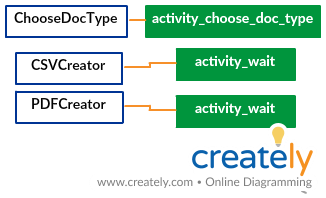 ChooseDocType activity_choose_doc_type
CSVCreator activity_wait
PDFCreator activity_wait
creately
www.creately.com • Online Diagramming